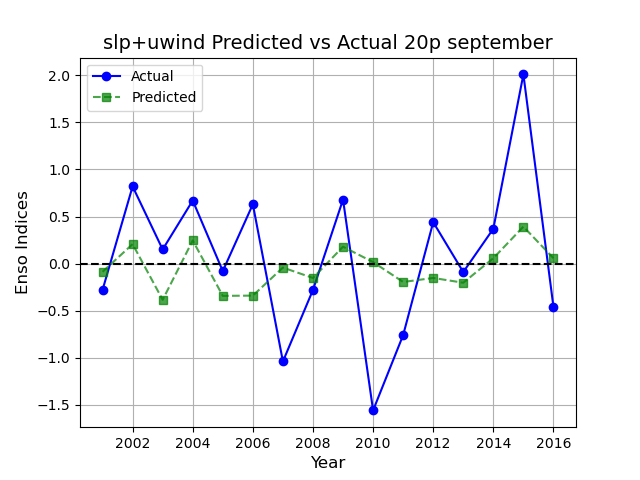 slp+uwind Predicted vs Actual 20p september
Actual
Predicted
2.0
1.5
1.0
0.5
0.0
−0.5
−1.0
−1.5
Enso Indices
2002 2004 2006 2008 2010 2012 2014 2016
Year